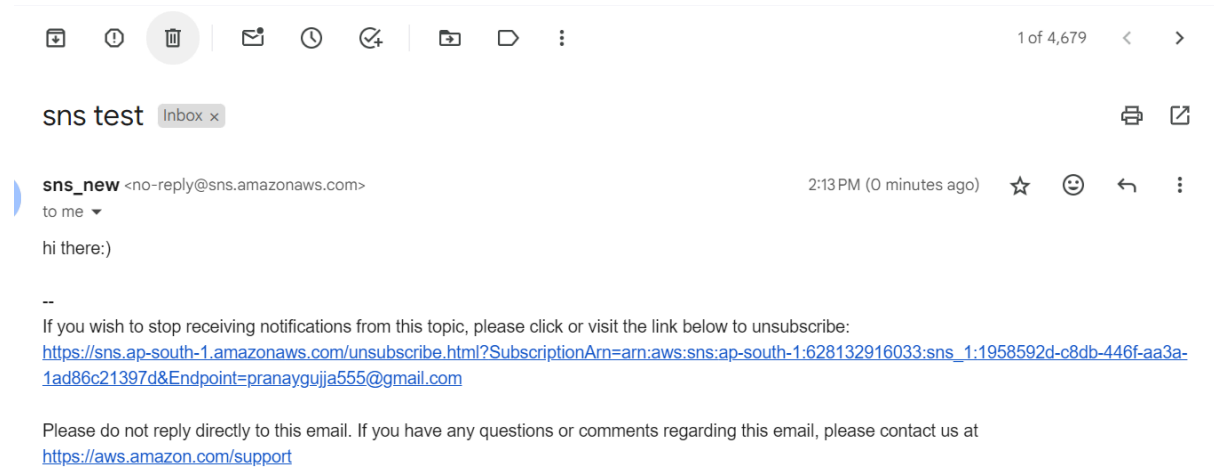 1 of 4,679
sns test Inbox ×
sns_new <no-reply@sns.amazonaws.com> 2:13 PM (0 minutes ago)
to me
hi there:)
--
If you wish to stop receiving notifications from this topic, please click or visit the link below to unsubscribe:
https://sns.ap-south-1.amazonaws.com/unsubscribe.html?SubscriptionArn=arn:aws:sns:ap-south-1:628132916033:sns_1:1958592d-c8db-446f-aa3a-
1ad86c21397d&Endpoint=pranaygujja555@gmail.com
Please do not reply directly to this email. If you have any questions or comments regarding this email, please contact us at
https://aws.amazon.com/support